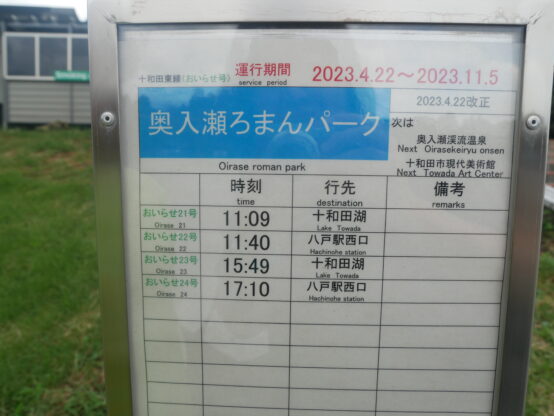 十和田東線(おいらせ号) 運行期間 2023.4.22～2023.11.5
service period
2023.4.22改正
奥入瀬ろまんパーク
Oirase roman park
次は
奥入瀬渓流温泉
Next Oirasekeiryu onsen
十和田市現代美術館
Next Towada Art Center
時刻 行先 備考
time destination remarks
おいらせ21号 11:09 十和田湖
Oirase 21 Lake Towada
おいらせ22号 11:40 八戸駅西口
Oirase 22 Hachinohe station
おいらせ23号 15:49 十和田湖
Oirase 23 Lake Towada
おいらせ24号 17:10 八戸駅西口
Oirase 24 Hachinohe station